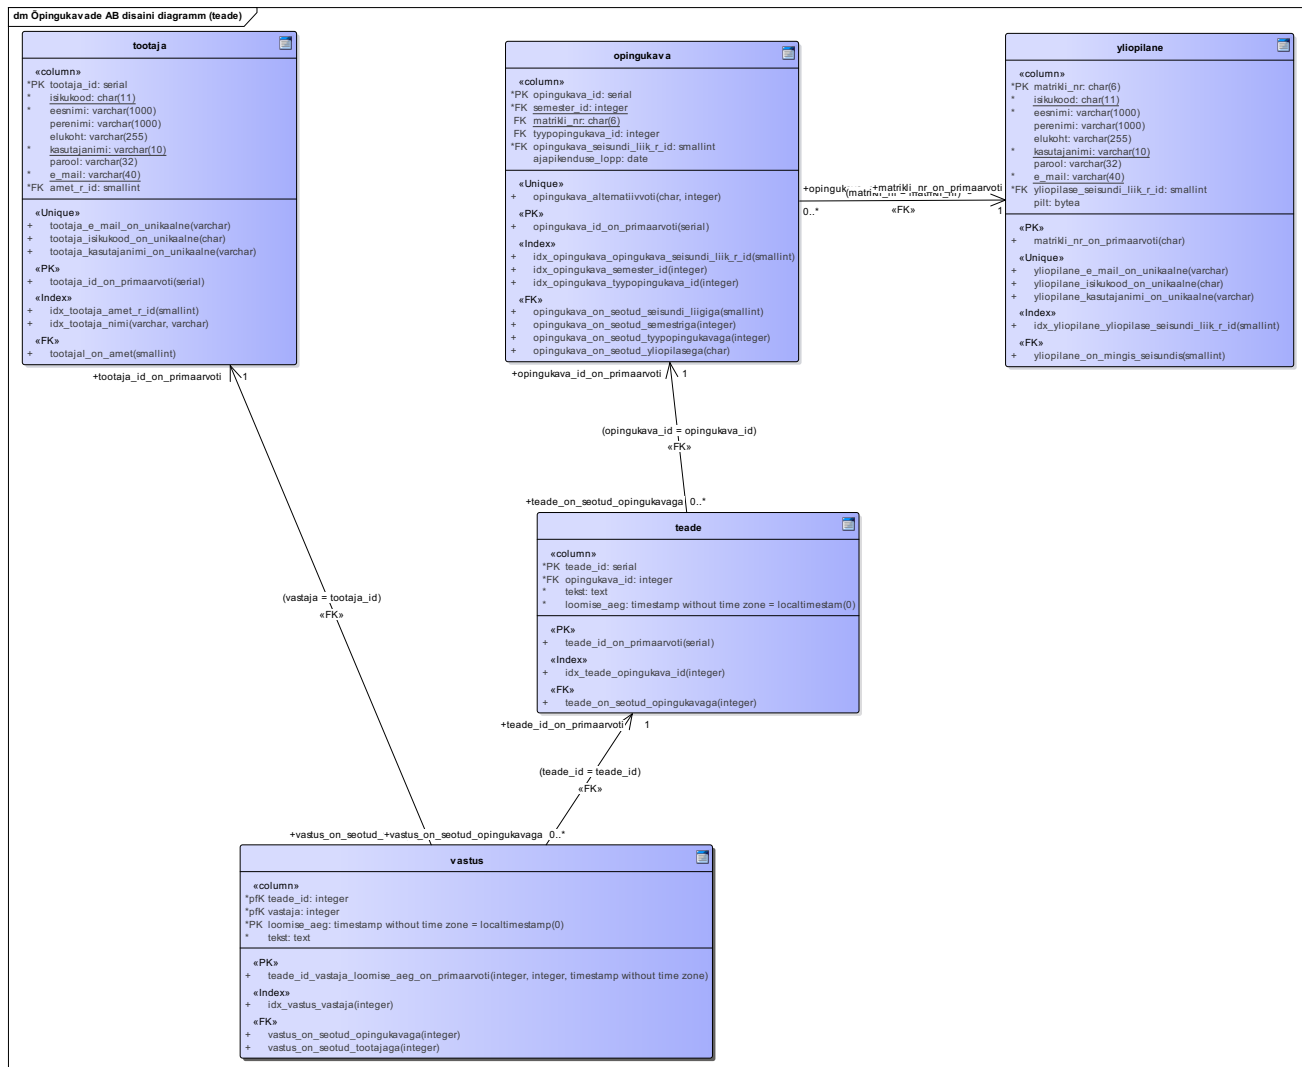 dm Õpingukavade AB disaini diagramm (teade)
tootaja
«column»
*PK tootaja_id: serial
* isikukood: char(11)
* eesnimi: varchar(1000)
perenimi: varchar(1000)
elukoht: varchar(255)
* kasutajanimi: varchar(10)
parool: varchar(32)
* e_mail: varchar(40)
*FK amet_r_id: smallint
«Unique»
+ tootaja_e_mail_on_unikaalne(varchar)
+ tootaja_isikukood_on_unikaalne(char)
+ tootaja_kasutajanimi_on_unikaalne(varchar)
«PK»
+ tootaja_id_on_primaarvoti(serial)
«Index»
+ idx_tootaja_amet_r_id(smallint)
+ idx_tootaja_nimi(varchar, varchar)
«FK»
+ tootajal_on_amet(smallint)
opingukava
«column»
*PK opingukava_id: serial
*FK semester_id: integer
FK matrikli_nr: char(6)
FK tyypopingukava_id: integer
*FK opingukava_seisundi_liik_r_id: smallint
ajapikenduse_lopp: date
«Unique»
+ opingukava_alternatiivvoti(char, integer)
«PK»
+ opingukava_id_on_primaarvoti(serial)
«Index»
+ idx_opingukava_opingukava_seisundi_liik_r_id(smallint)
+ idx_opingukava_semester_id(integer)
+ idx_opingukava_tyypopingukava_id(integer)
«FK»
+ opingukava_on_seotud_seisundi_liigiga(smallint)
+ opingukava_on_seotud_semestriga(integer)
+ opingukava_on_seotud_tyypopingukavaga(integer)
+ opingukava_on_seotud_yliopilasega(char)
yliopilane
«column»
*PK matrikli_nr: char(6)
* isikukood: char(11)
* eesnimi: varchar(1000)
perenimi: varchar(1000)
elukoht: varchar(255)
* kasutajanimi: varchar(10)
parool: varchar(32)
* e_mail: varchar(40)
*FK yliopilase_seisundi_liik_r_id: smallint
pilt: bytea
«PK»
+ matrikli_nr_on_primaarvoti(char)
«Unique»
+ yliopilane_e_mail_on_unikaalne(varchar)
+ yliopilane_isikukood_on_unikaalne(char)
+ yliopilane_kasutajanimi_on_unikaalne(varchar)
«Index»
+ idx_yliopilane_yliopilase_seisundi_liik_r_id(smallint)
«FK»
+ yliopilane_on_mingis_seisundis(smallint)
+matrikli_nr_on_primaarvoti
0..* «FK» 1
+tootaja_id_on_primaarvoti 1
+opingukava_id_on_primaarvoti 1
(opingukava_id = opingukava_id)
«FK»
+teade_on_seotud_opingukavaga 0..*
teade
«column»
*PK teade_id: serial
*FK opingukava_id: integer
* tekst: text
* loomise_aeg: timestamp without time zone = localtimestam(0)
«PK»
+ teade_id_on_primaarvoti(serial)
«Index»
+ idx_teade_opingukava_id(integer)
«FK»
+ teade_on_seotud_opingukavaga(integer)
(vastaja = tootaja_id)
«FK»
+teade_id_on_primaarvoti 1
(teade_id = teade_id)
«FK»
+vastus_on_seotud_+vastus_on_seotud_opingukavaga 0..*
vastus
«column»
*pfK teade_id: integer
*pfK vastaja: integer
*PK loomise_aeg: timestamp without time zone = localtimestamp(0)
* tekst: text
«PK»
+ teade_id_vastaja_loomise_aeg_on_primaarvoti(integer, integer, timestamp without time zone)
«Index»
+ idx_vastus_vastaja(integer)
«FK»
+ vastus_on_seotud_opingukavaga(integer)
+ vastus_on_seotud_tootajaga(integer)